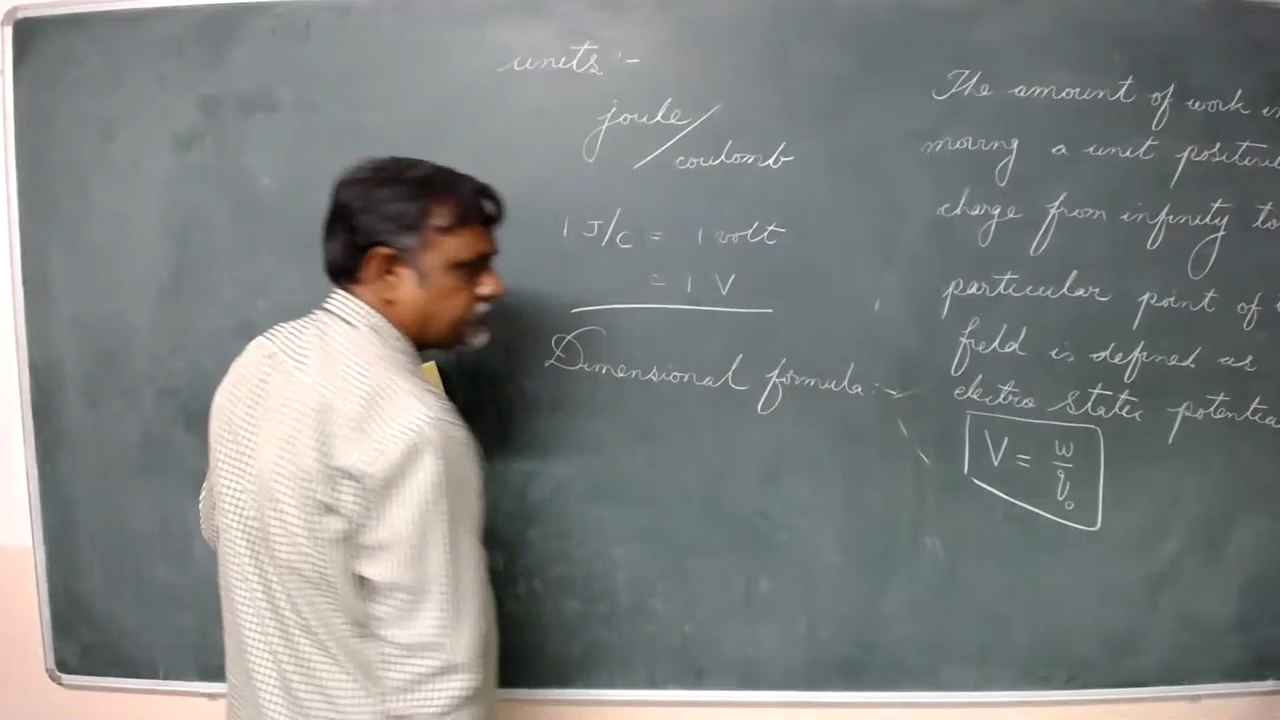 units :-
joule/
coulomb
1 J/C = 1 volt
= 1 V
Dimensional formula :-
The amount of work
moving a unit positive
charge from infinity to
particular point of
field is defined as
electro static potential
V = w/q₀